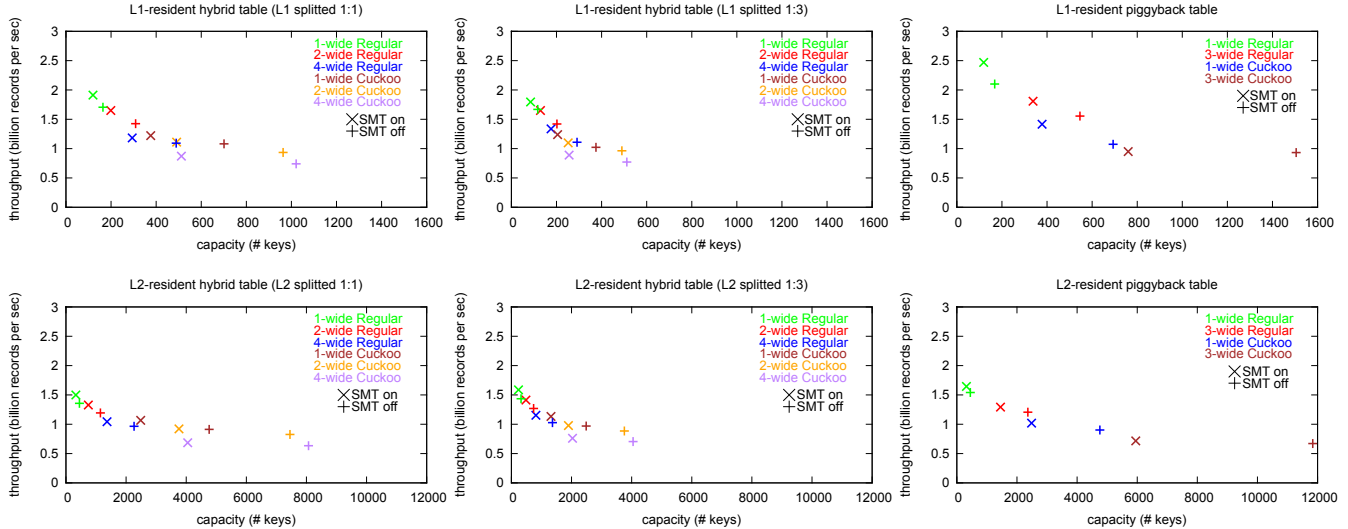 L1-resident hybrid table (L1 splitted 1:1)
throughput (billion records per sec)
3
2.5
2
1.5
1
0.5
0
1-wide Regular
2-wide Regular
4-wide Regular
1-wide Cuckoo
2-wide Cuckoo
4-wide Cuckoo
SMT on
SMT off
0 200 400 600 800 1000 1200 1400 1600
capacity (# keys)
L1-resident hybrid table (L1 splitted 1:3)
throughput (billion records per sec)
3
2.5
2
1.5
1
0.5
0
1-wide Regular
2-wide Regular
4-wide Regular
1-wide Cuckoo
2-wide Cuckoo
4-wide Cuckoo
SMT on
SMT off
0 200 400 600 800 1000 1200 1400 1600
capacity (# keys)
L1-resident piggyback table
throughput (billion records per sec)
3
2.5
2
1.5
1
0.5
0
1-wide Regular
3-wide Regular
1-wide Cuckoo
3-wide Cuckoo
SMT on
SMT off
0 200 400 600 800 1000 1200 1400 1600
capacity (# keys)
L2-resident hybrid table (L2 splitted 1:1)
throughput (billion records per sec)
3
2.5
2
1.5
1
0.5
0
1-wide Regular
2-wide Regular
4-wide Regular
1-wide Cuckoo
2-wide Cuckoo
4-wide Cuckoo
SMT on
SMT off
0 2000 4000 6000 8000 10000 12000
capacity (# keys)
L2-resident hybrid table (L2 splitted 1:3)
throughput (billion records per sec)
3
2.5
2
1.5
1
0.5
0
1-wide Regular
2-wide Regular
4-wide Regular
1-wide Cuckoo
2-wide Cuckoo
4-wide Cuckoo
SMT on
SMT off
0 2000 4000 6000 8000 10000 12000
capacity (# keys)
L2-resident piggyback table
throughput (billion records per sec)
3
2.5
2
1.5
1
0.5
0
1-wide Regular
3-wide Regular
1-wide Cuckoo
3-wide Cuckoo
SMT on
SMT off
0 2000 4000 6000 8000 10000 12000
capacity (# keys)